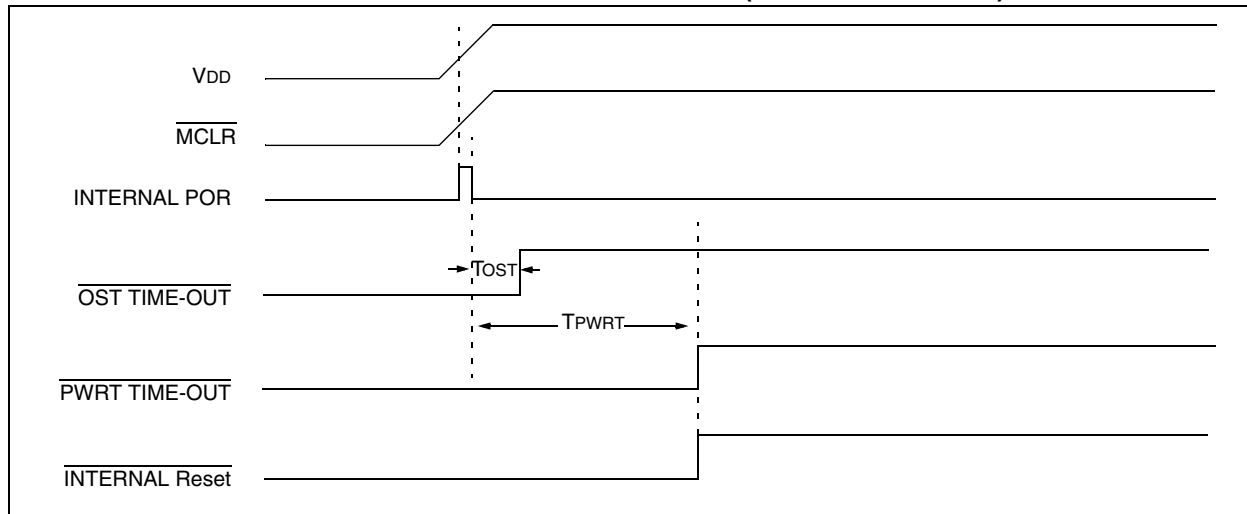 VDD
MCLR
INTERNAL POR
TOST
OST TIME-OUT
TPWRT
PWRT TIME-OUT
INTERNAL Reset